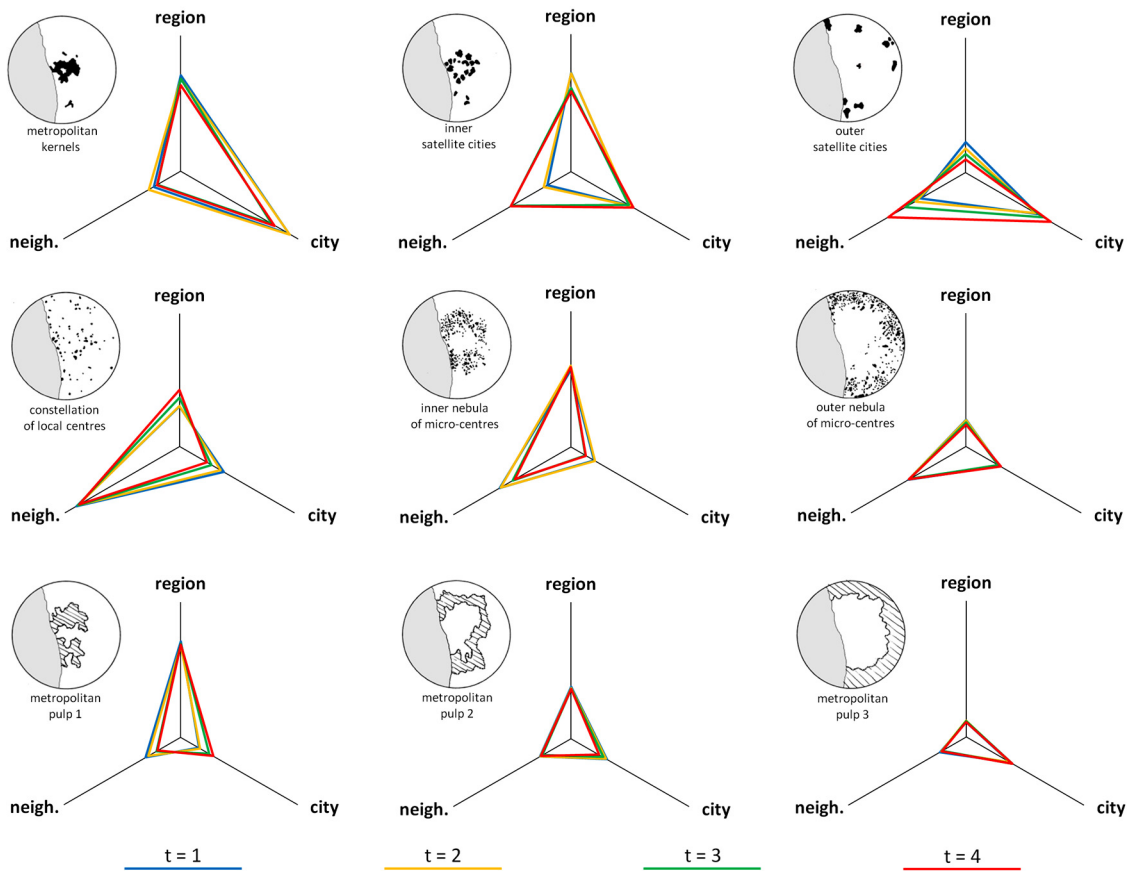 region
metropolitan
kernels
neigh.
city
region
inner
satellite cities
neigh.
city
region
outer
satellite cities
neigh.
city
region
constellation
of local centres
neigh.
city
region
inner nebula
of micro-centres
neigh.
city
region
outer nebula
of micro-centres
neigh.
city
region
metropolitan
pulp 1
neigh.
city
region
metropolitan
pulp 2
neigh.
city
region
metropolitan
pulp 3
neigh.
city
t = 1
t = 2
t = 3
t = 4